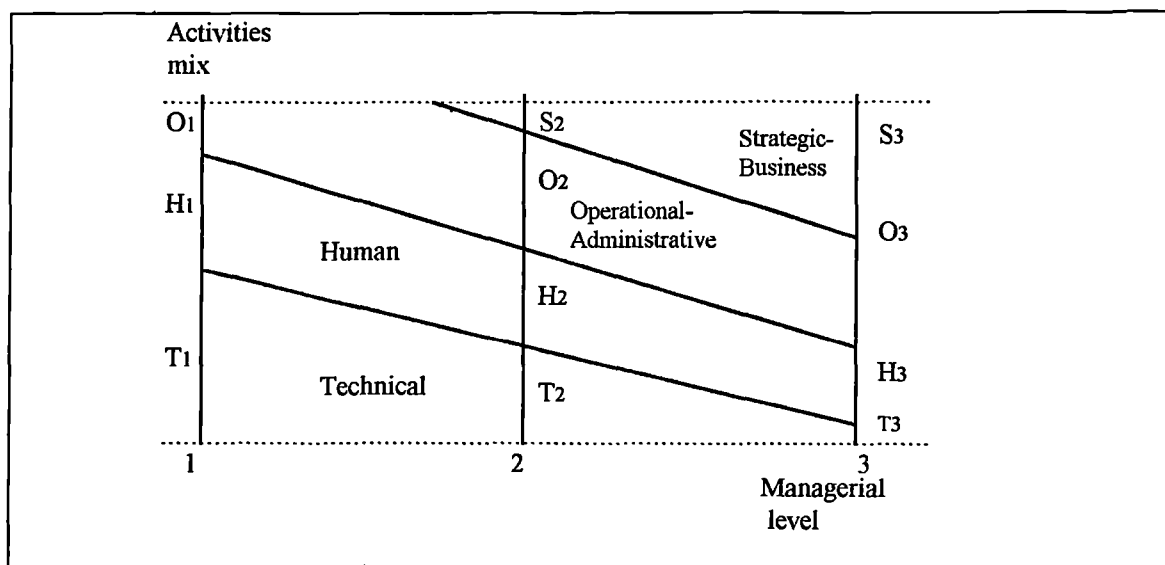 Activities
mix
O1
S2
Strategic-
Business
S3
H1
O2
Operational-
Administrative
O3
Human
H2
T1
Technical
T2
H3
T3
1
2
3
Managerial
level